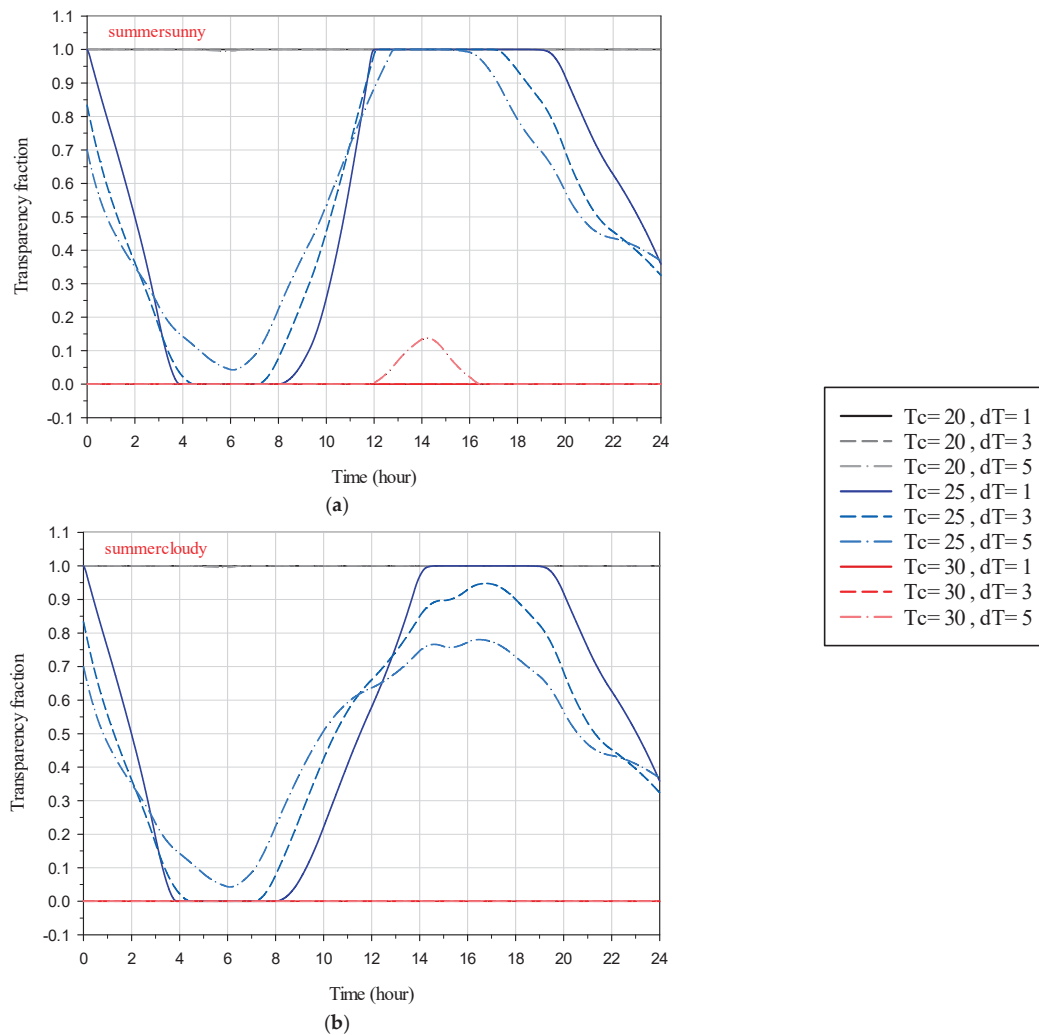 summersunny
Transparency fraction
1.1
1.0
0.9
0.8
0.7
0.6
0.5
0.4
0.3
0.2
0.1
0.0
-0.1
0 2 4 6 8 10 12 14 16 18 20 22 24
Time (hour)
(a)
summercloudy
Transparency fraction
1.1
1.0
0.9
0.8
0.7
0.6
0.5
0.4
0.3
0.2
0.1
0.0
-0.1
0 2 4 6 8 10 12 14 16 18 20 22 24
Time (hour)
(b)
Tc= 20 , dT= 1
Tc= 20 , dT= 3
Tc= 20 , dT= 5
Tc= 25 , dT= 1
Tc= 25 , dT= 3
Tc= 25 , dT= 5
Tc= 30 , dT= 1
Tc= 30 , dT= 3
Tc= 30 , dT= 5